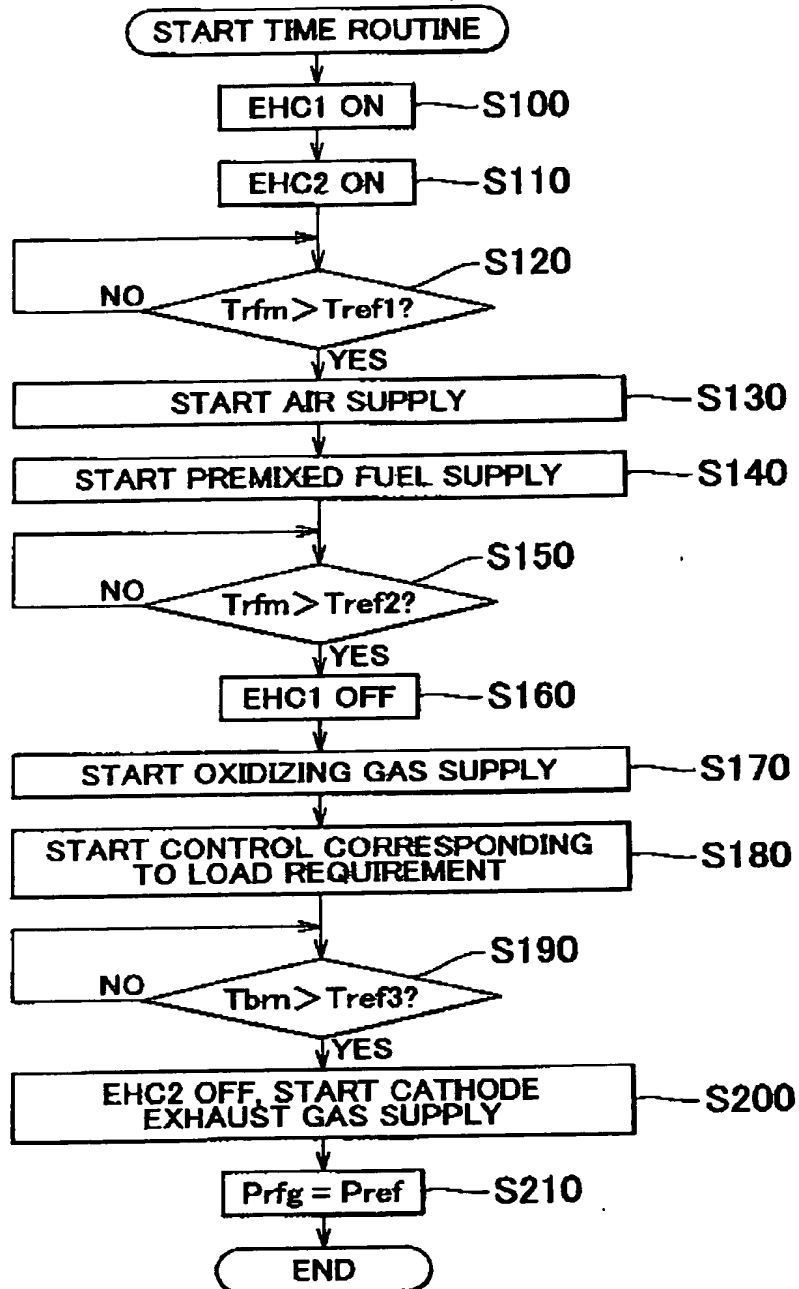 START TIME ROUTINE
EHC1 ON
S100
EHC2 ON
S110
S120
NO
Trfm>Tref1?
YES
START AIR SUPPLY
S130
START PREMIXED FUEL SUPPLY
S140
S150
NO
Trfm>Tref2?
YES
EHC1 OFF
S160
START OXIDIZING GAS SUPPLY
S170
START CONTROL CORRESPONDING
TO LOAD REQUIREMENT
S180
S190
NO
Tbrn>Tref3?
YES
EHC2 OFF, START CATHODE
EXHAUST GAS SUPPLY
S200
Prfg = Pref
S210
END